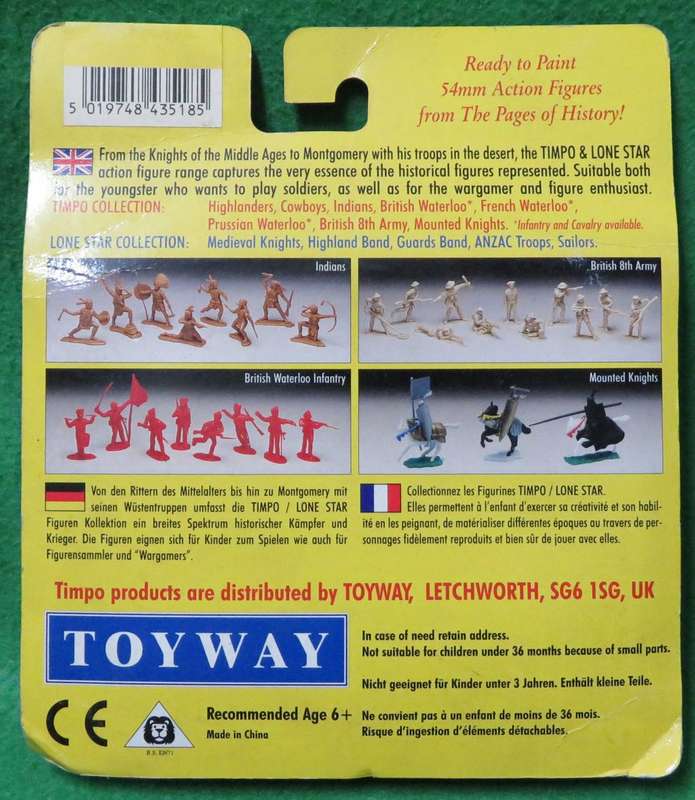 5 019748 435185
Ready to Paint
54mm Action Figures
from The Pages of History!
From the Knights of the Middle Ages to Montgomery with his troops in the desert, the TIMPO & LONE STAR
action figure range captures the very essence of the historical figures represented. Suitable both
for the youngster who wants to play soldiers, as well as for the wargamer and figure enthusiast.
TIMPO COLLECTION: Highlanders, Cowboys, Indians, British Waterloo*, French Waterloo*,
Prussian Waterloo*, British 8th Army, Mounted Knights. *Infantry and Cavalry available.
LONE STAR COLLECTION: Medieval Knights, Highland Band, Guards Band, ANZAC Troops, Sailors.
Indians
British 8th Army
British Waterloo Infantry
Mounted Knights
Von den Rittern des Mittelalters bis hin zu Montgomery mit
seinen Wüstentruppen umfasst die TIMPO / LONE STAR
Figuren Kollektion ein breites Spektrum historischer Kämpfer und
Krieger. Die Figuren eignen sich für Kinder zum Spielen wie auch für
Figurensammler und "Wargamers".
Collectionnez les Figurines TIMPO / LONE STAR.
Elles permettent à l'enfant d'exercer sa créativité et son habil-
ité en les peignant, de matérialiser différentes époques au travers de per-
sonnages fidèlement reproduits et bien sûr de jouer avec elles.
Timpo products are distributed by TOYWAY, LETCHWORTH, SG6 1SG, UK
TOYWAY
In case of need retain address.
Not suitable for children under 36 months because of small parts.
Nicht geeignet für Kinder unter 3 Jahren. Enthält kleine Teile.
CE
Recommended Age 6+
Made in China
Ne convient pas à un enfant de moins de 36 mois.
Risque d'ingestion d'éléments détachables.